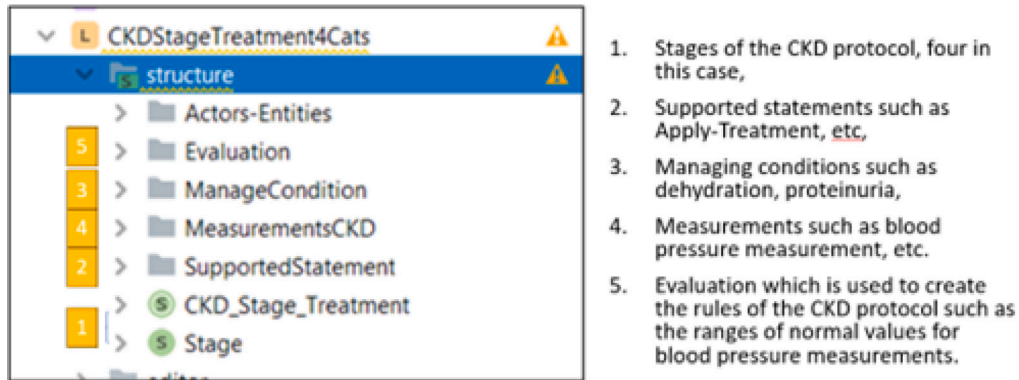 L CKDStageTreatment4Cats
S structure
Actors-Entities
5 Evaluation
3 ManageCondition
4 MeasurementsCKD
2 SupportedStatement
S CKD_Stage_Treatment
1
S Stage
editor
1. Stages of the CKD protocol, four in
this case,
2. Supported statements such as
Apply-Treatment, etc,
3. Managing conditions such as
dehydration, proteinuria,
4. Measurements such as blood
pressure measurement, etc.
5. Evaluation which is used to create
the rules of the CKD protocol such as
the ranges of normal values for
blood pressure measurements.